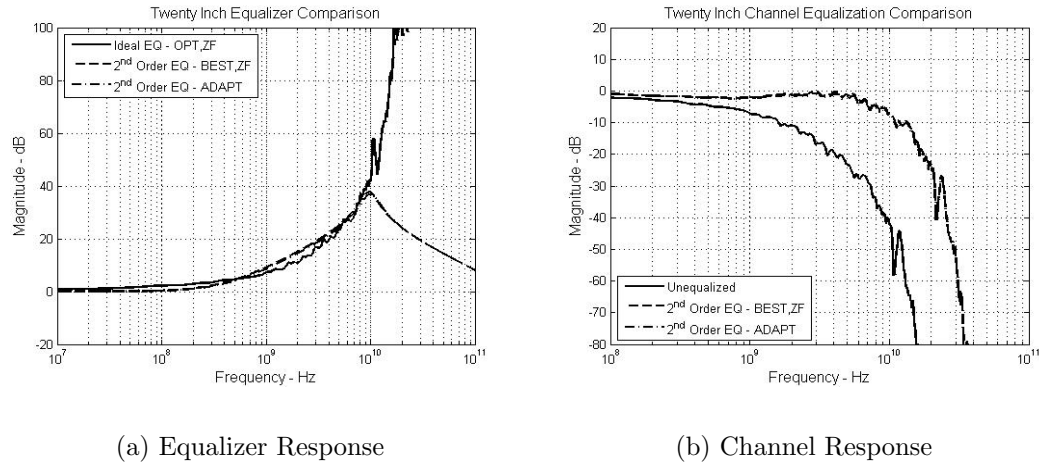 Twenty Inch Equalizer Comparison
100
80
60
40
20
0
-20
Magnitude - dB
Ideal EQ - OPT,ZF
2nd Order EQ - BEST,ZF
2nd Order EQ - ADAPT
10^7 10^8 10^9 10^10 10^11
Frequency - Hz
(a) Equalizer Response
Twenty Inch Channel Equalization Comparison
20
10
0
-10
-20
-30
-40
-50
-60
-70
-80
Magnitude - dB
Unequalized
2nd Order EQ - BEST,ZF
2nd Order EQ - ADAPT
10^8 10^9 10^10 10^11
Frequency - Hz
(b) Channel Response